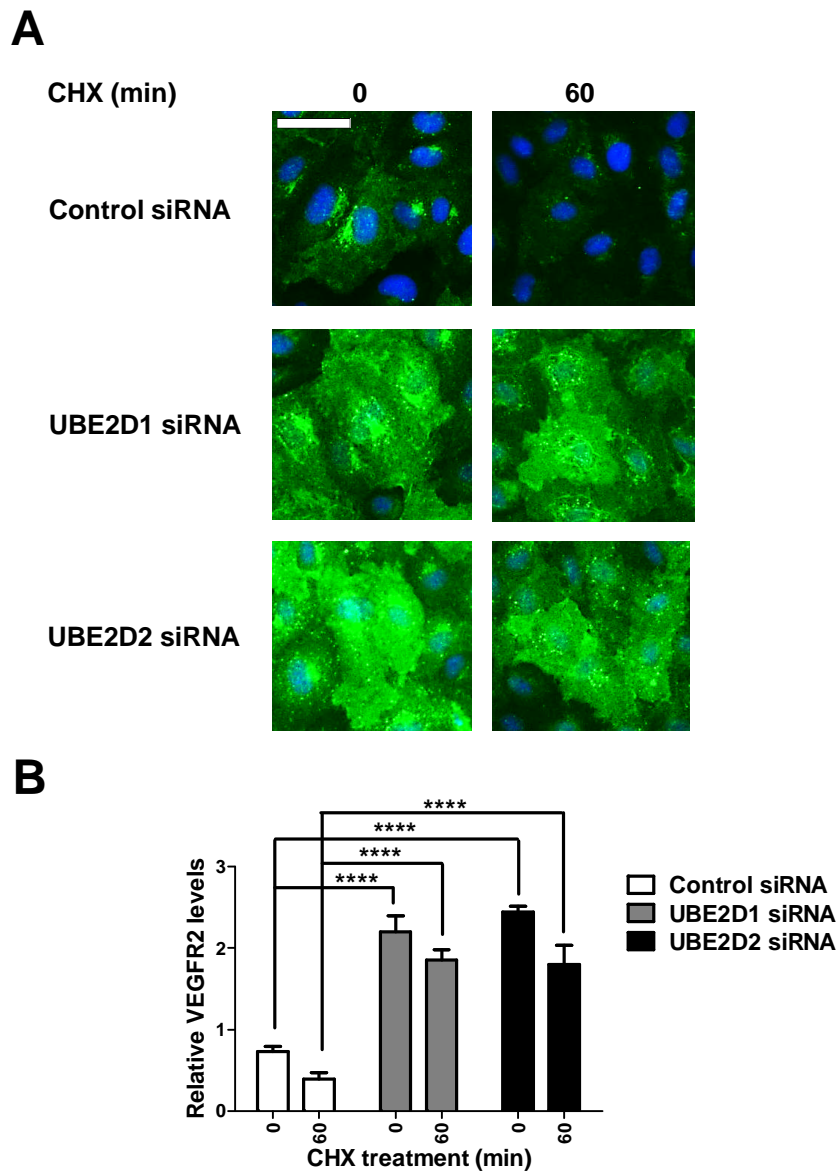 A
CHX (min) 0 60
Control siRNA
UBE2D1 siRNA
UBE2D2 siRNA
B
****
****
****
****
Relative VEGFR2 levels
3
2
1
0
0 60 0 60 0 60
CHX treatment (min)
Control siRNA
UBE2D1 siRNA
UBE2D2 siRNA